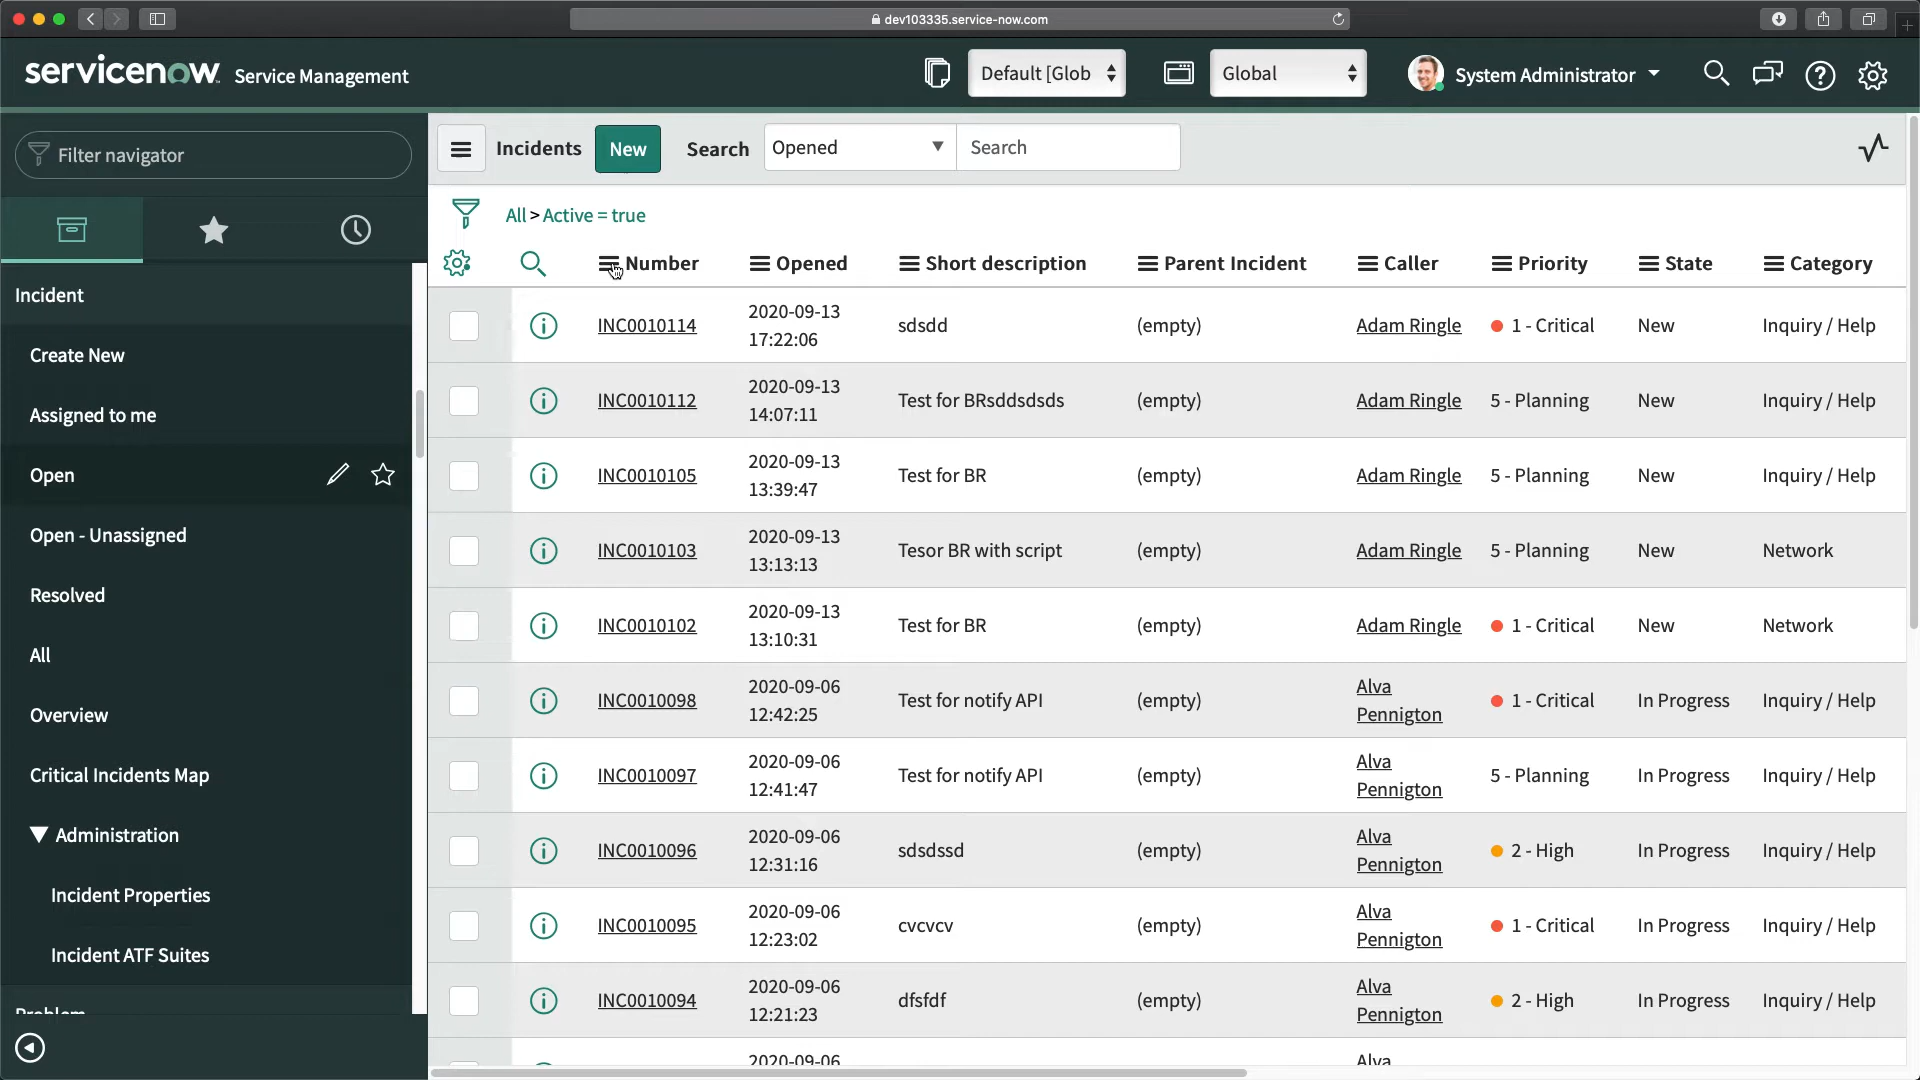 dev103335.service-now.com
servicenow Service Management
Default [Glob
Global
System Administrator
Filter navigator
Incident
Create New
Assigned to me
Open
Open - Unassigned
Resolved
All
Overview
Critical Incidents Map
Administration
Incident Properties
Incident ATF Suites
Problem
Incidents New Search Opened Search
All > Active = true
Number Opened Short description Parent Incident Caller Priority State Category
INC0010114 2020-09-13 17:22:06 sdsdd (empty) Adam Ringle 1 - Critical New Inquiry / Help
INC0010112 2020-09-13 14:07:11 Test for BRsddsdsds (empty) Adam Ringle 5 - Planning New Inquiry / Help
INC0010105 2020-09-13 13:39:47 Test for BR (empty) Adam Ringle 5 - Planning New Inquiry / Help
INC0010103 2020-09-13 13:13:13 Tesor BR with script (empty) Adam Ringle 5 - Planning New Network
INC0010102 2020-09-13 13:10:31 Test for BR (empty) Adam Ringle 1 - Critical New Network
INC0010098 2020-09-06 12:42:25 Test for notify API (empty) Alva Pennigton 1 - Critical In Progress Inquiry / Help
INC0010097 2020-09-06 12:41:47 Test for notify API (empty) Alva Pennigton 5 - Planning In Progress Inquiry / Help
INC0010096 2020-09-06 12:31:16 sdsdssd (empty) Alva Pennigton 2 - High In Progress Inquiry / Help
INC0010095 2020-09-06 12:23:02 cvcvcv (empty) Alva Pennigton 1 - Critical In Progress Inquiry / Help
INC0010094 2020-09-06 12:21:23 dfsfdf (empty) Alva Pennigton 2 - High In Progress Inquiry / Help
2020-09-06 Alva